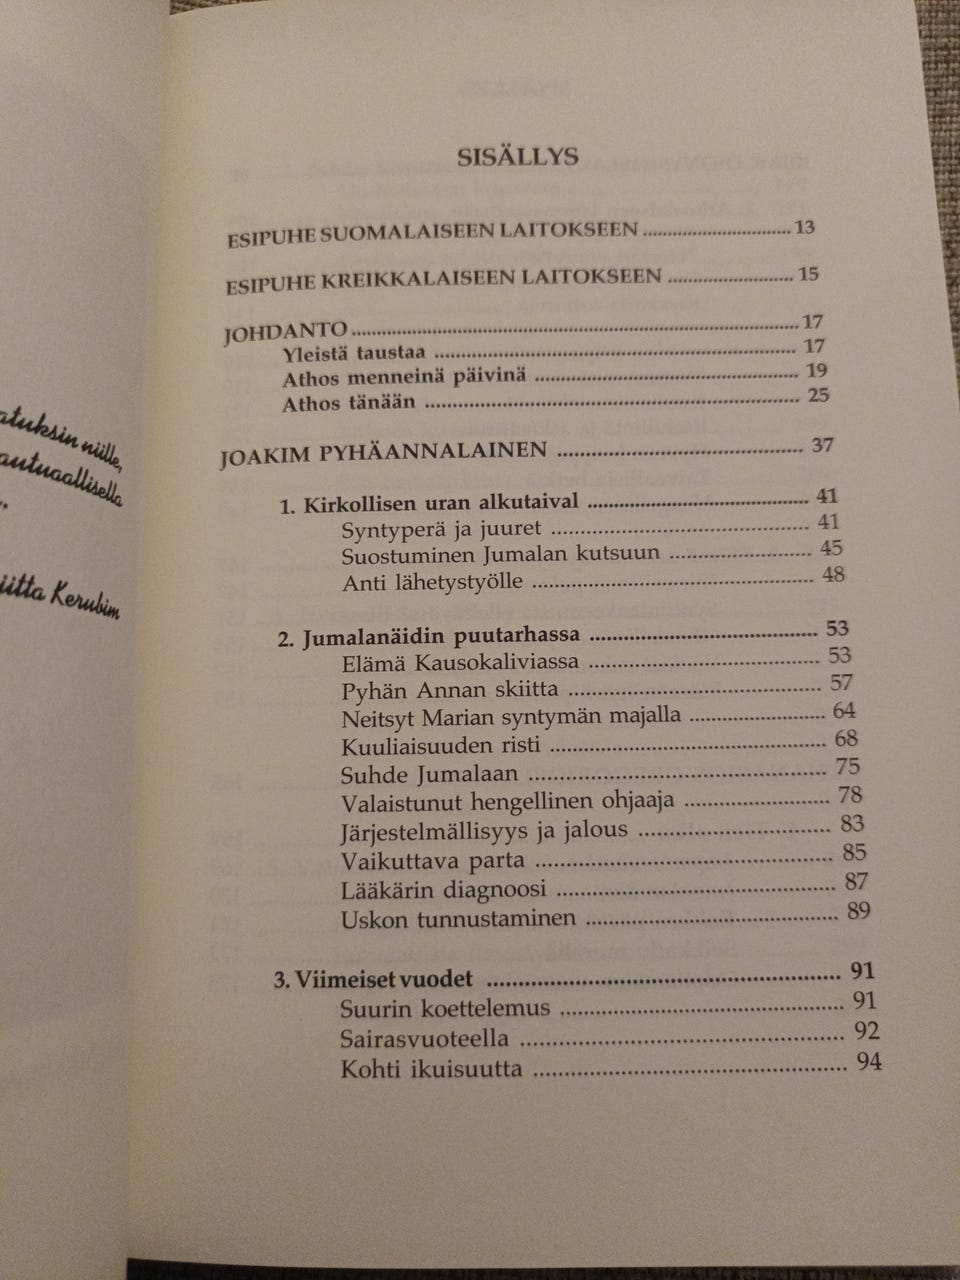 niille,
autuaallisella
Kerubim
SISÄLLYS
ESIPUHE SUOMALAISEEN LAITOKSEEN ........................... 13
ESIPUHE KREIKKALAISEEN LAITOKSEEN ....................... 15
JOHDANTO ........................................................................ 17
Yleistä taustaa ............................................................ 17
Athos menneinä päivinä ............................................ 19
Athos tänään .............................................................. 25
JOAKIM PYHÄANNALAINEN ........................................ 37
1. Kirkollisen uran alkutaival .................................... 41
Syntyperä ja juuret .......................................... 41
Suostuminen Jumalan kutsuun ....................... 45
Anti lähetystyölle ............................................. 48
2. Jumalanäidin puutarhassa .................................... 53
Elämä Kausokaliviassa .................................... 53
Pyhän Annan skiitta ........................................ 57
Neitsyt Marian syntymän majalla ..................... 64
Kuuliaisuuden risti ........................................... 68
Suhde Jumalaan ............................................... 75
Valaistunut hengellinen ohjaaja ....................... 78
Järjestelmällisyys ja jalous ............................... 83
Vaikuttava parta ............................................... 85
Lääkärin diagnoosi ........................................... 87
Uskon tunnustaminen ...................................... 89
3. Viimeiset vuodet ..................................................... 91
Suurin koettelemus ........................................... 91
Sairasvuoteella .................................................. 92
Kohti ikuisuutta ................................................ 94